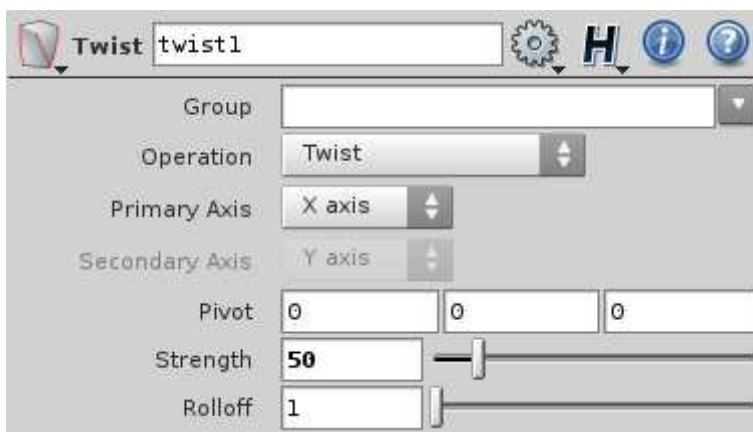 Twist twist1 H i ?
Group
Operation Twist
Primary Axis X axis
Secondary Axis Y axis
Pivot 0 0 0
Strength 50
Rolloff 1